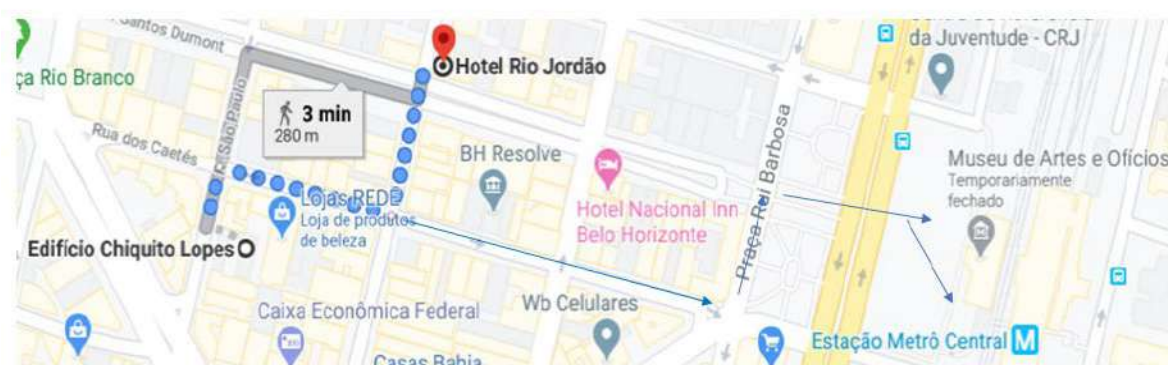 Santos Dumont
ça Rio Branco
Hotel Rio Jordão
da Juventude - CRJ
R. São Paulo
3 min
280 m
Rua dos Caetés
BH Resolve
Praça Rui Barbosa
Museu de Artes e Ofícios
Temporariamente
fechado
Lojas REDE
Loja de produtos
de beleza
Hotel Nacional Inn
Belo Horizonte
Edifício Chiquito Lopes
Caixa Econômica Federal
Wb Celulares
Estação Metrô Central M
Casas Bahia